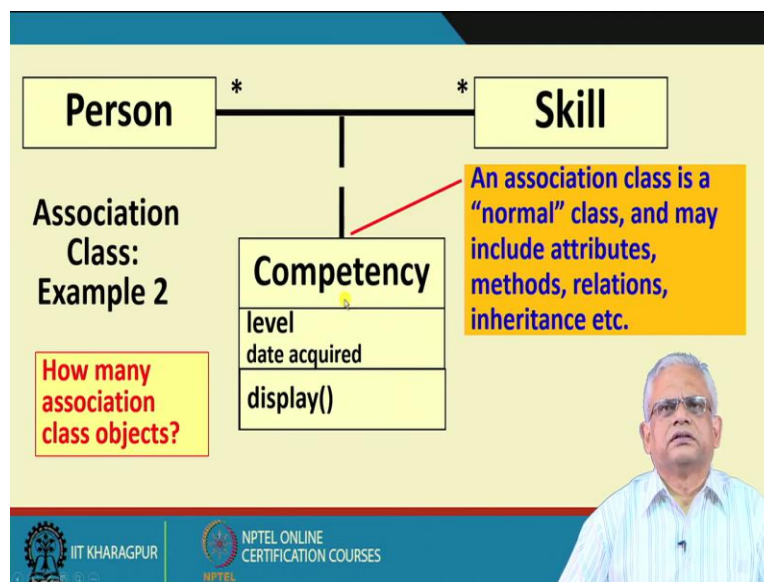 Person
*
*
Skill
Association
Class:
Example 2
Competency
level
date acquired
display()
An association class is a
“normal” class, and may
include attributes,
methods, relations,
inheritance etc.
How many
association
class objects?
IIT KHARAGPUR
NPTEL
NPTEL ONLINE
CERTIFICATION COURSES